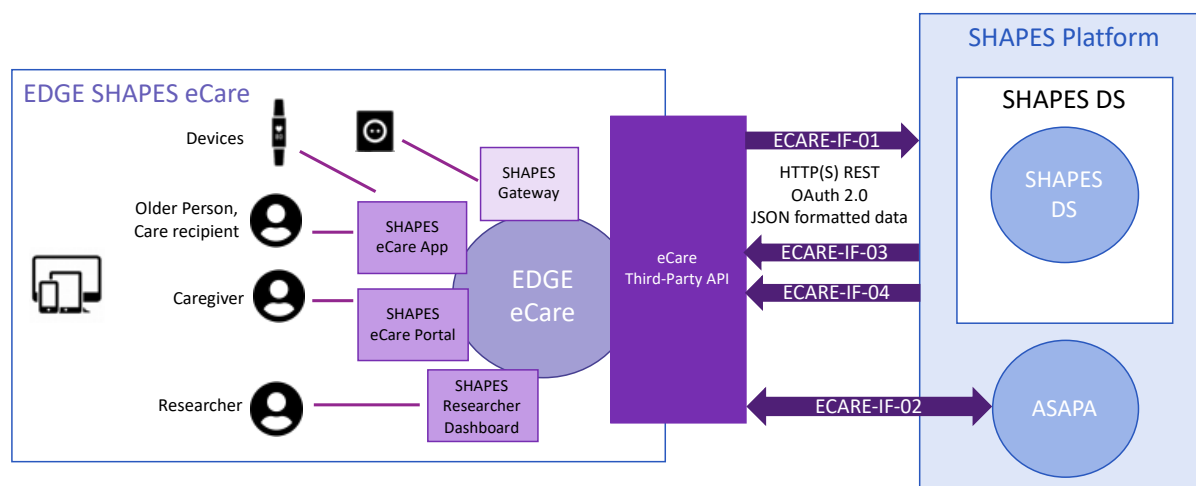 EDGE SHAPES eCare
Devices
SHAPES
Gateway
Older Person,
Care recipient
SHAPES
eCare App
Caregiver
SHAPES
eCare Portal
Researcher
SHAPES
Researcher
Dashboard
EDGE
eCare
eCare
Third-Party API
ECARE-IF-01
HTTP(S) REST
OAuth 2.0
JSON formatted data
ECARE-IF-03
ECARE-IF-04
ECARE-IF-02
SHAPES Platform
SHAPES DS
SHAPES
DS
ASAPA